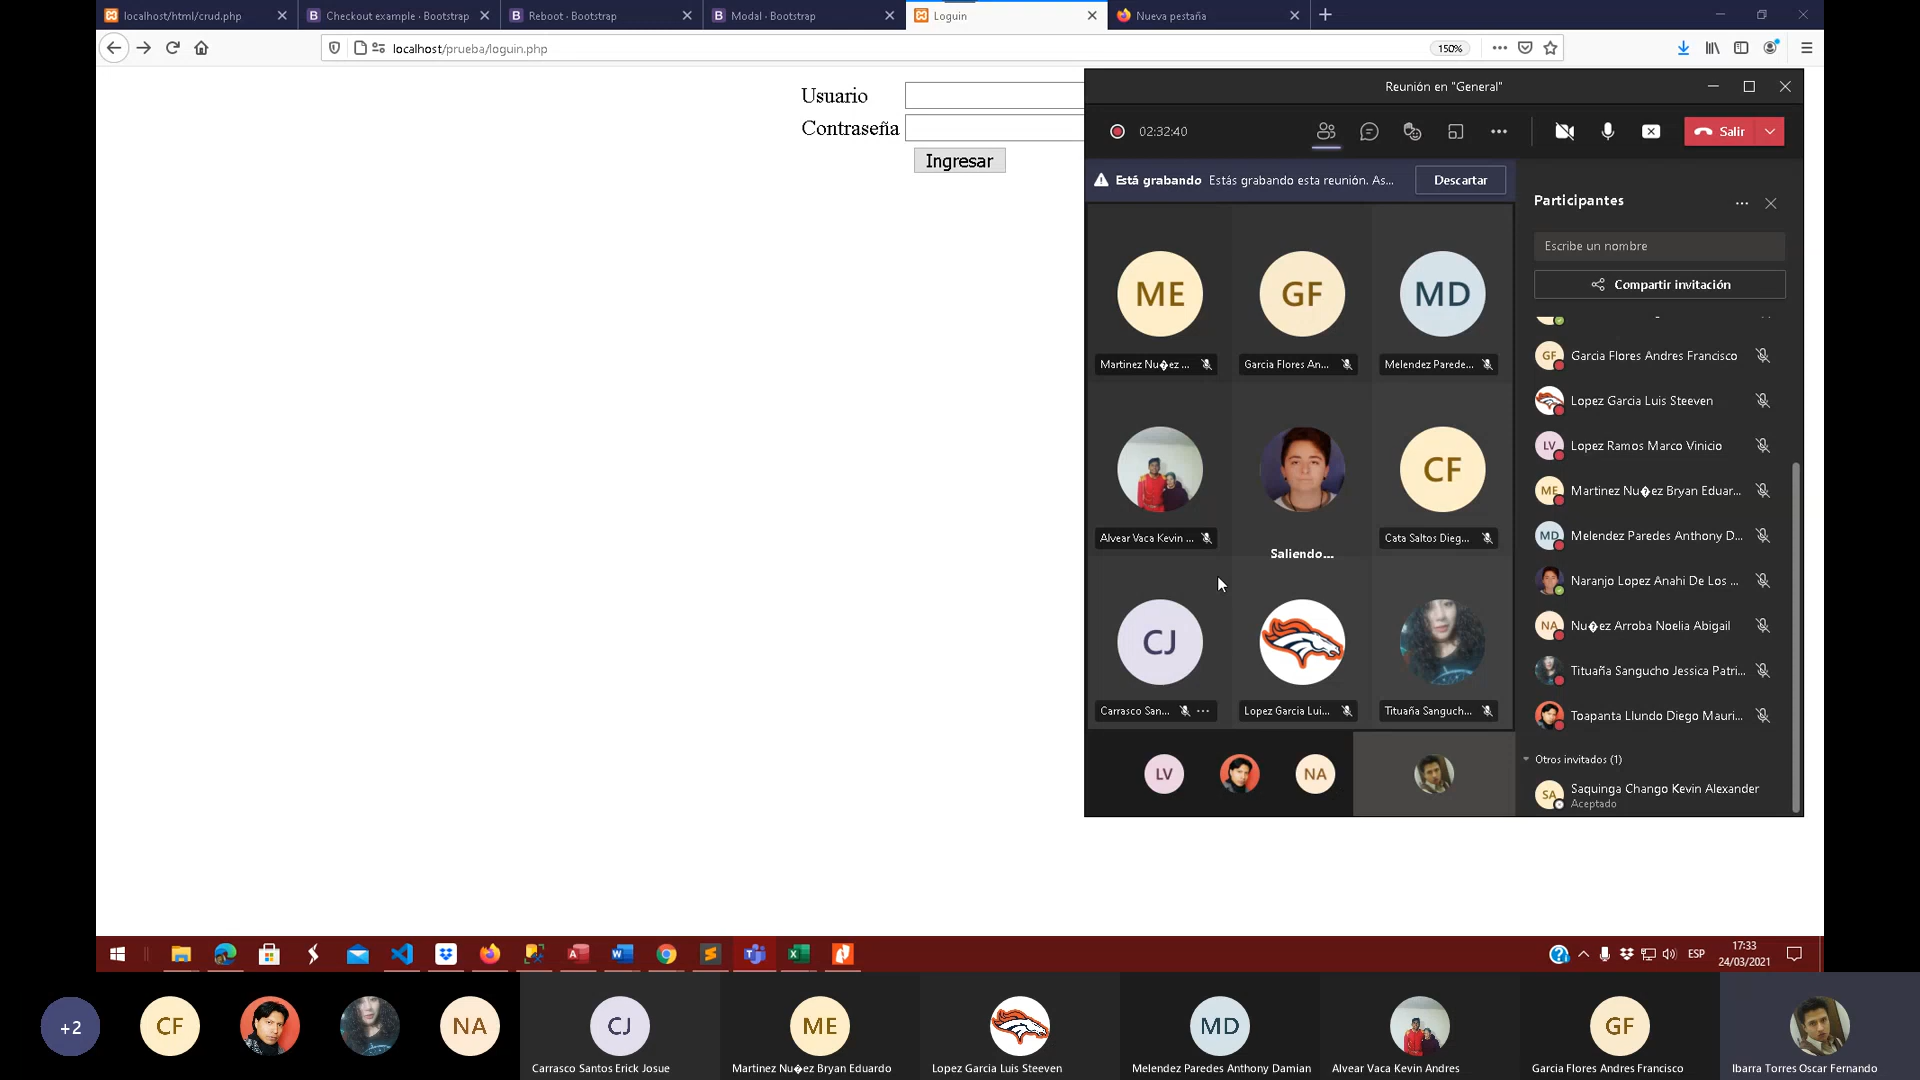 localhost/html/crud.php
Checkout example · Bootstrap
Reboot · Bootstrap
Modal · Bootstrap
Loguin
Nueva pestaña
localhost/prueba/loguin.php
150%
Usuario
Contraseña
Ingresar
Reunión en "General"
02:32:40
Salir
Está grabando Estás grabando esta reunión. As...
Descartar
Participantes
Escribe un nombre
Compartir invitación
ME
GF
MD
Martinez Nu�ez ...
Garcia Flores An...
Melendez Parede...
CF
Alvear Vaca Kevin ...
Saliendo...
Cata Saltos Dieg...
CJ
Carrasco San...
Lopez Garcia Lui...
Tituaña Sanguch...
LV
NA
GF Garcia Flores Andres Francisco
Lopez Garcia Luis Steeven
LV Lopez Ramos Marco Vinicio
ME Martinez Nu�ez Bryan Eduar...
MD Melendez Paredes Anthony D...
Naranjo Lopez Anahi De Los ...
NA Nu�ez Arroba Noelia Abigail
Tituaña Sangucho Jessica Patri...
Toapanta Llundo Diego Mauri...
Otros invitados (1)
SA Saquinga Chango Kevin Alexander
Aceptado
ESP
17:33
24/03/2021
+2
CF
NA
CJ
ME
MD
GF
Carrasco Santos Erick Josue
Martinez Nu�ez Bryan Eduardo
Lopez Garcia Luis Steeven
Melendez Paredes Anthony Damian
Alvear Vaca Kevin Andres
Garcia Flores Andres Francisco
Ibarra Torres Oscar Fernando